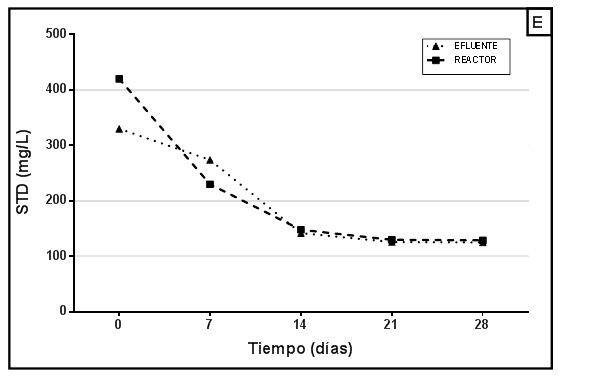 E
EFLUENTE
REACTOR
500
400
300
200
100
0
STD (mg/L)
0 7 14 21 28
Tiempo (días)